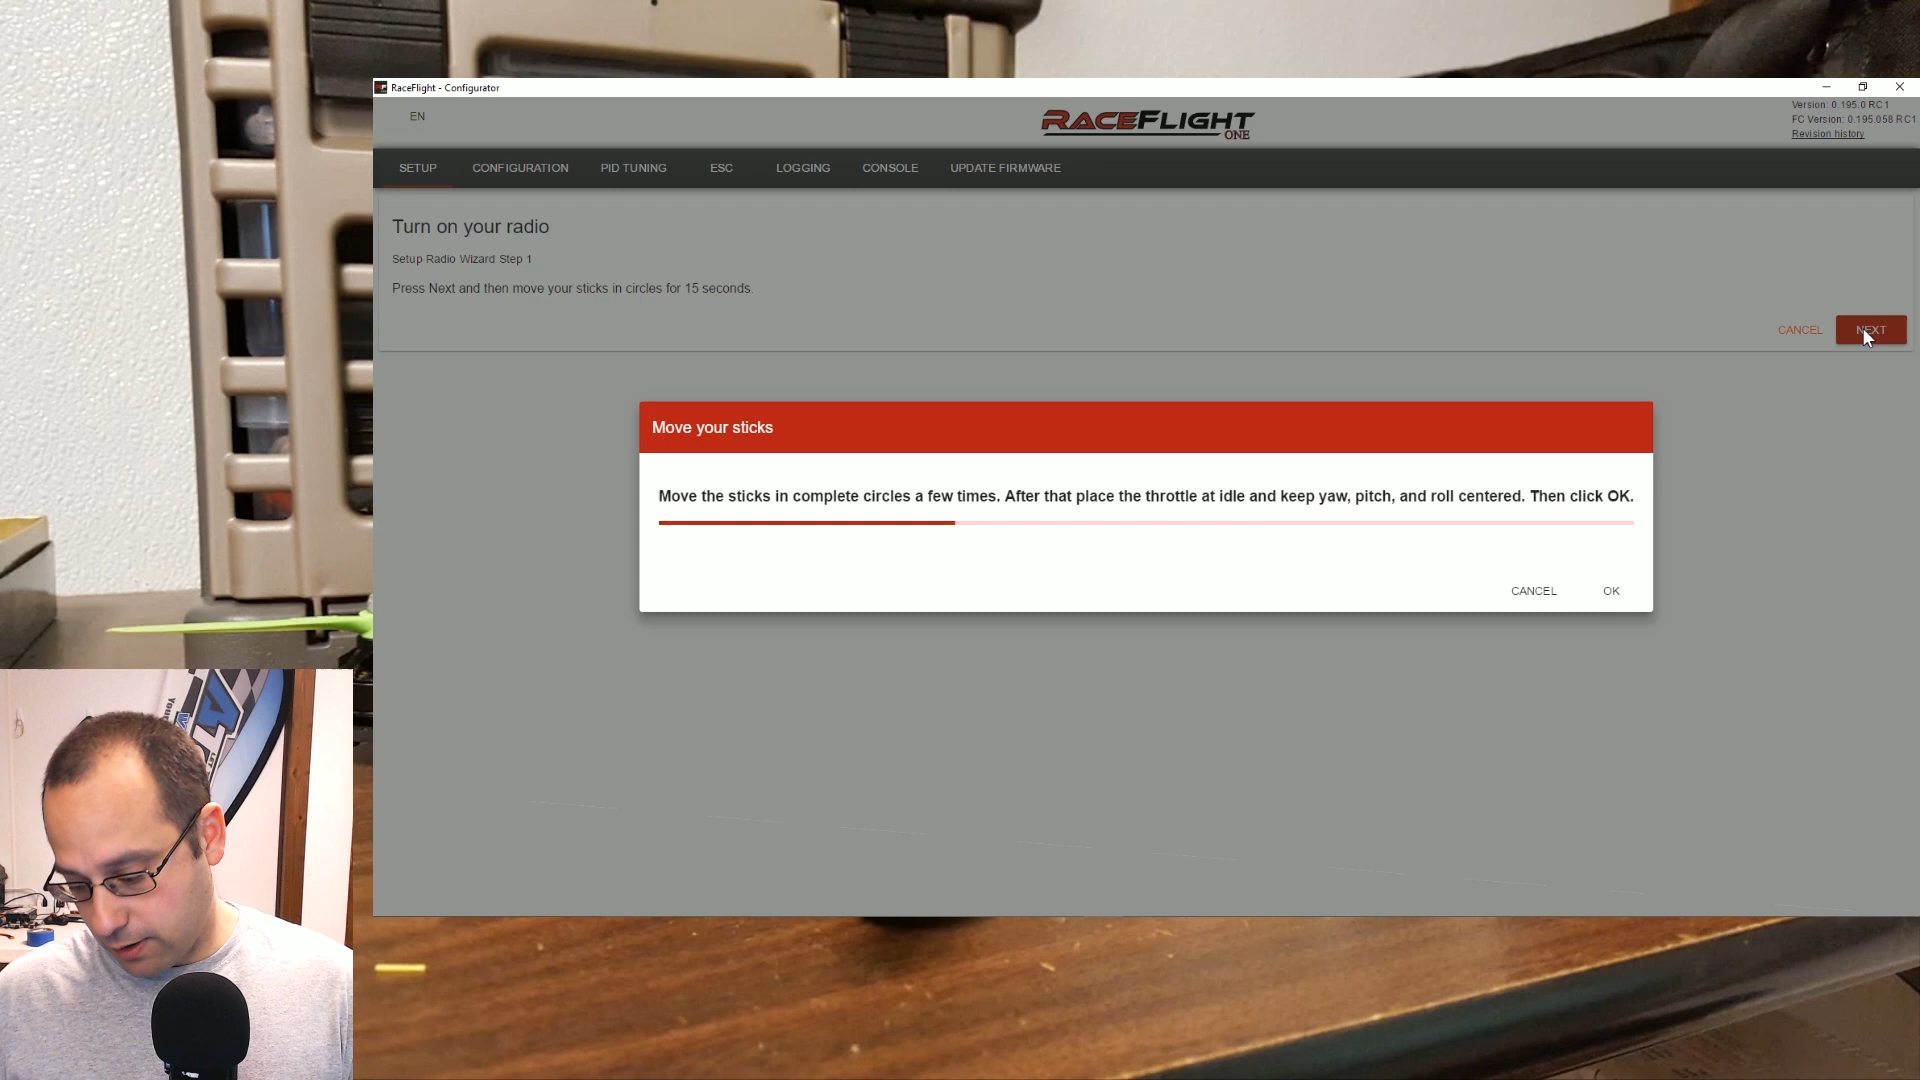 RaceFlight - Configurator
EN
RACEFLIGHT
ONE
Version: 0.195.0 RC1
FC Version: 0.195.058 RC1
Revision history
SETUP CONFIGURATION PID TUNING ESC LOGGING CONSOLE UPDATE FIRMWARE
Turn on your radio
Setup Radio Wizard Step 1
Press Next and then move your sticks in circles for 15 seconds.
CANCEL NEXT
Move your sticks
Move the sticks in complete circles a few times. After that place the throttle at idle and keep yaw, pitch, and roll centered. Then click OK.
CANCEL OK